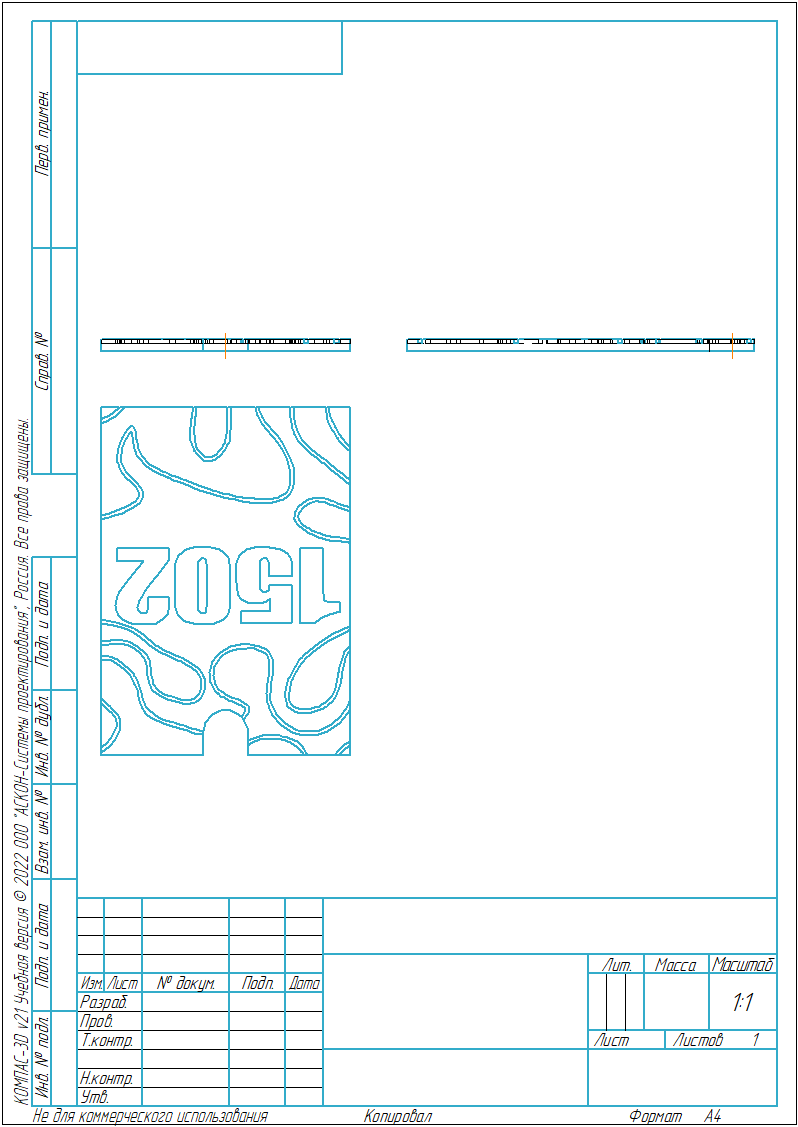 Перв. примен.
Справ. №
Подп. и дата
Инв. № дубл.
Взам. инв. №
Подп. и дата
Инв. № подл.
КОМПАС-3D v21 Учебная версия © 2022 ООО "АСКОН-Системы проектирования", Россия. Все права защищены.
1502
Изм. Лист № докум. Подп. Дата
Разраб.
Пров.
Т.контр.
Н.контр.
Утв.
Лит. Масса Масштаб
1:1
Лист Листов 1
Не для коммерческого использования Копировал Формат А4